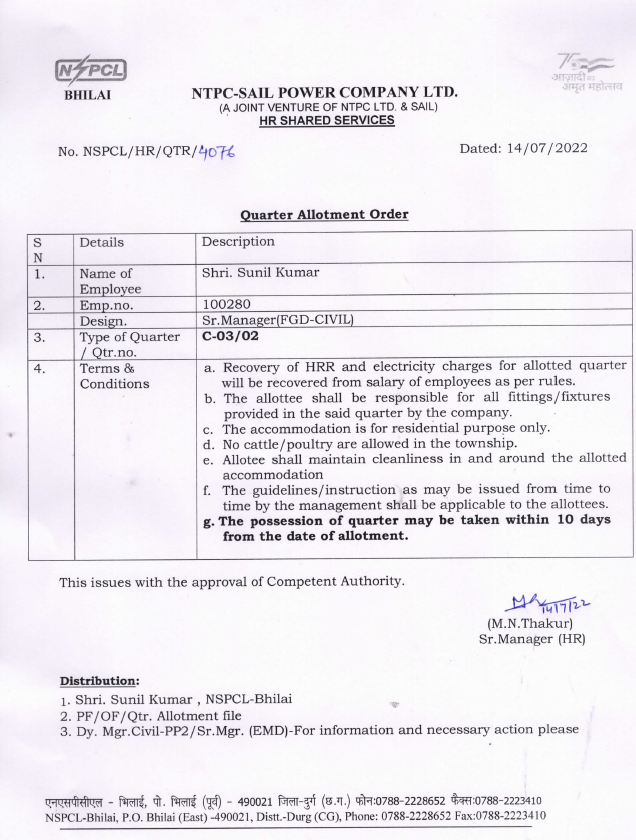 NSPCL
BHILAI
आज़ादी का
अमृत महोत्सव
NTPC-SAIL POWER COMPANY LTD.
(A JOINT VENTURE OF NTPC LTD. & SAIL)
HR SHARED SERVICES
No. NSPCL/HR/QTR/4076 Dated: 14/07/2022
Quarter Allotment Order
S
N Details Description
1. Name of
Employee Shri. Sunil Kumar
2. Emp.no. 100280
Design. Sr.Manager(FGD-CIVIL)
3. Type of Quarter
/ Qtr.no. C-03/02
4. Terms &
Conditions
a. Recovery of HRR and electricity charges for allotted quarter
will be recovered from salary of employees as per rules.
b. The allottee shall be responsible for all fittings/fixtures
provided in the said quarter by the company.
c. The accommodation is for residential purpose only.
d. No cattle/poultry are allowed in the township.
e. Allotee shall maintain cleanliness in and around the allotted
accommodation
f. The guidelines/instruction as may be issued from time to
time by the management shall be applicable to the allottees.
g. The possession of quarter may be taken within 10 days
from the date of allotment.
This issues with the approval of Competent Authority.
14/7/22
(M.N.Thakur)
Sr.Manager (HR)
Distribution:
1. Shri. Sunil Kumar , NSPCL-Bhilai
2. PF/OF/Qtr. Allotment file
3. Dy. Mgr.Civil-PP2/Sr.Mgr. (EMD)-For information and necessary action please
एनएसपीसीएल - भिलाई, पो. भिलाई (पूर्व) - 490021 जिला-दुर्ग (छ.ग.) फोन:0788-2228652 फैक्स:0788-2223410
NSPCL-Bhilai, P.O. Bhilai (East) -490021, Distt.-Durg (CG), Phone: 0788-2228652 Fax:0788-2223410